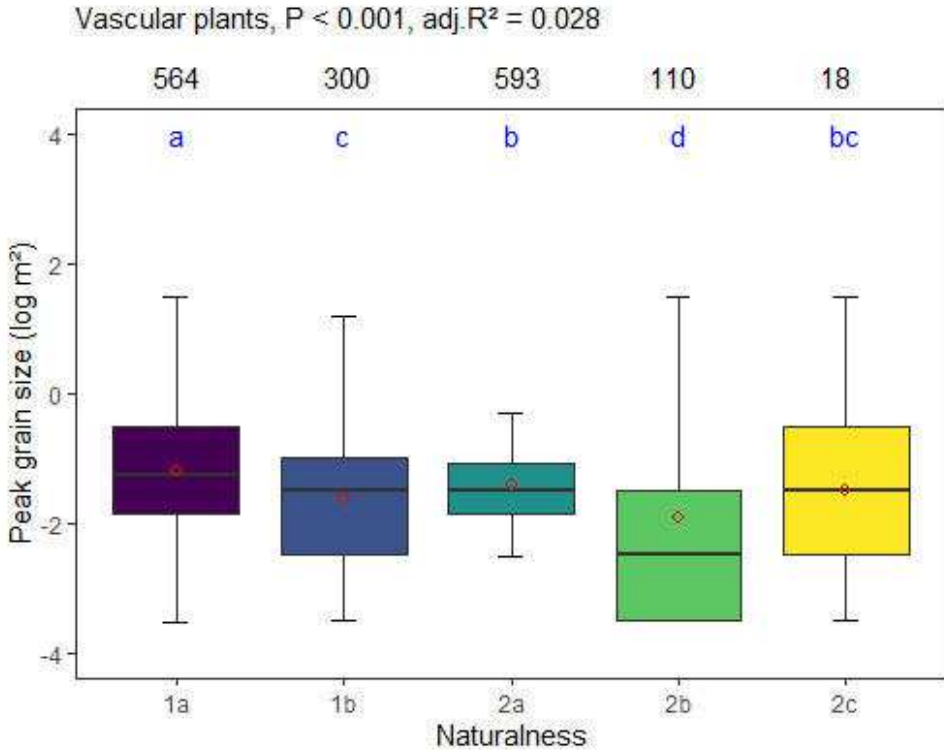 Vascular plants, P < 0.001, adj.R² = 0.028
564 300 593 110 18
a c b d bc
4
2
0
-2
-4
Peak grain size (log m²)
1a 1b 2a 2b 2c
Naturalness